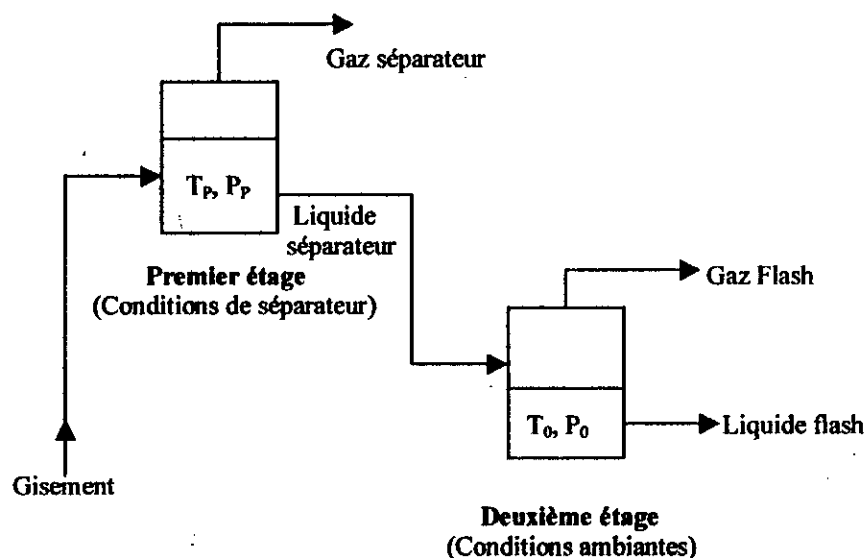 Gaz séparateur
T_P, P_P
Liquide
séparateur
Premier étage
(Conditions de séparateur)
Gaz Flash
T_0, P_0
Liquide flash
Gisement
Deuxième étage
(Conditions ambiantes)